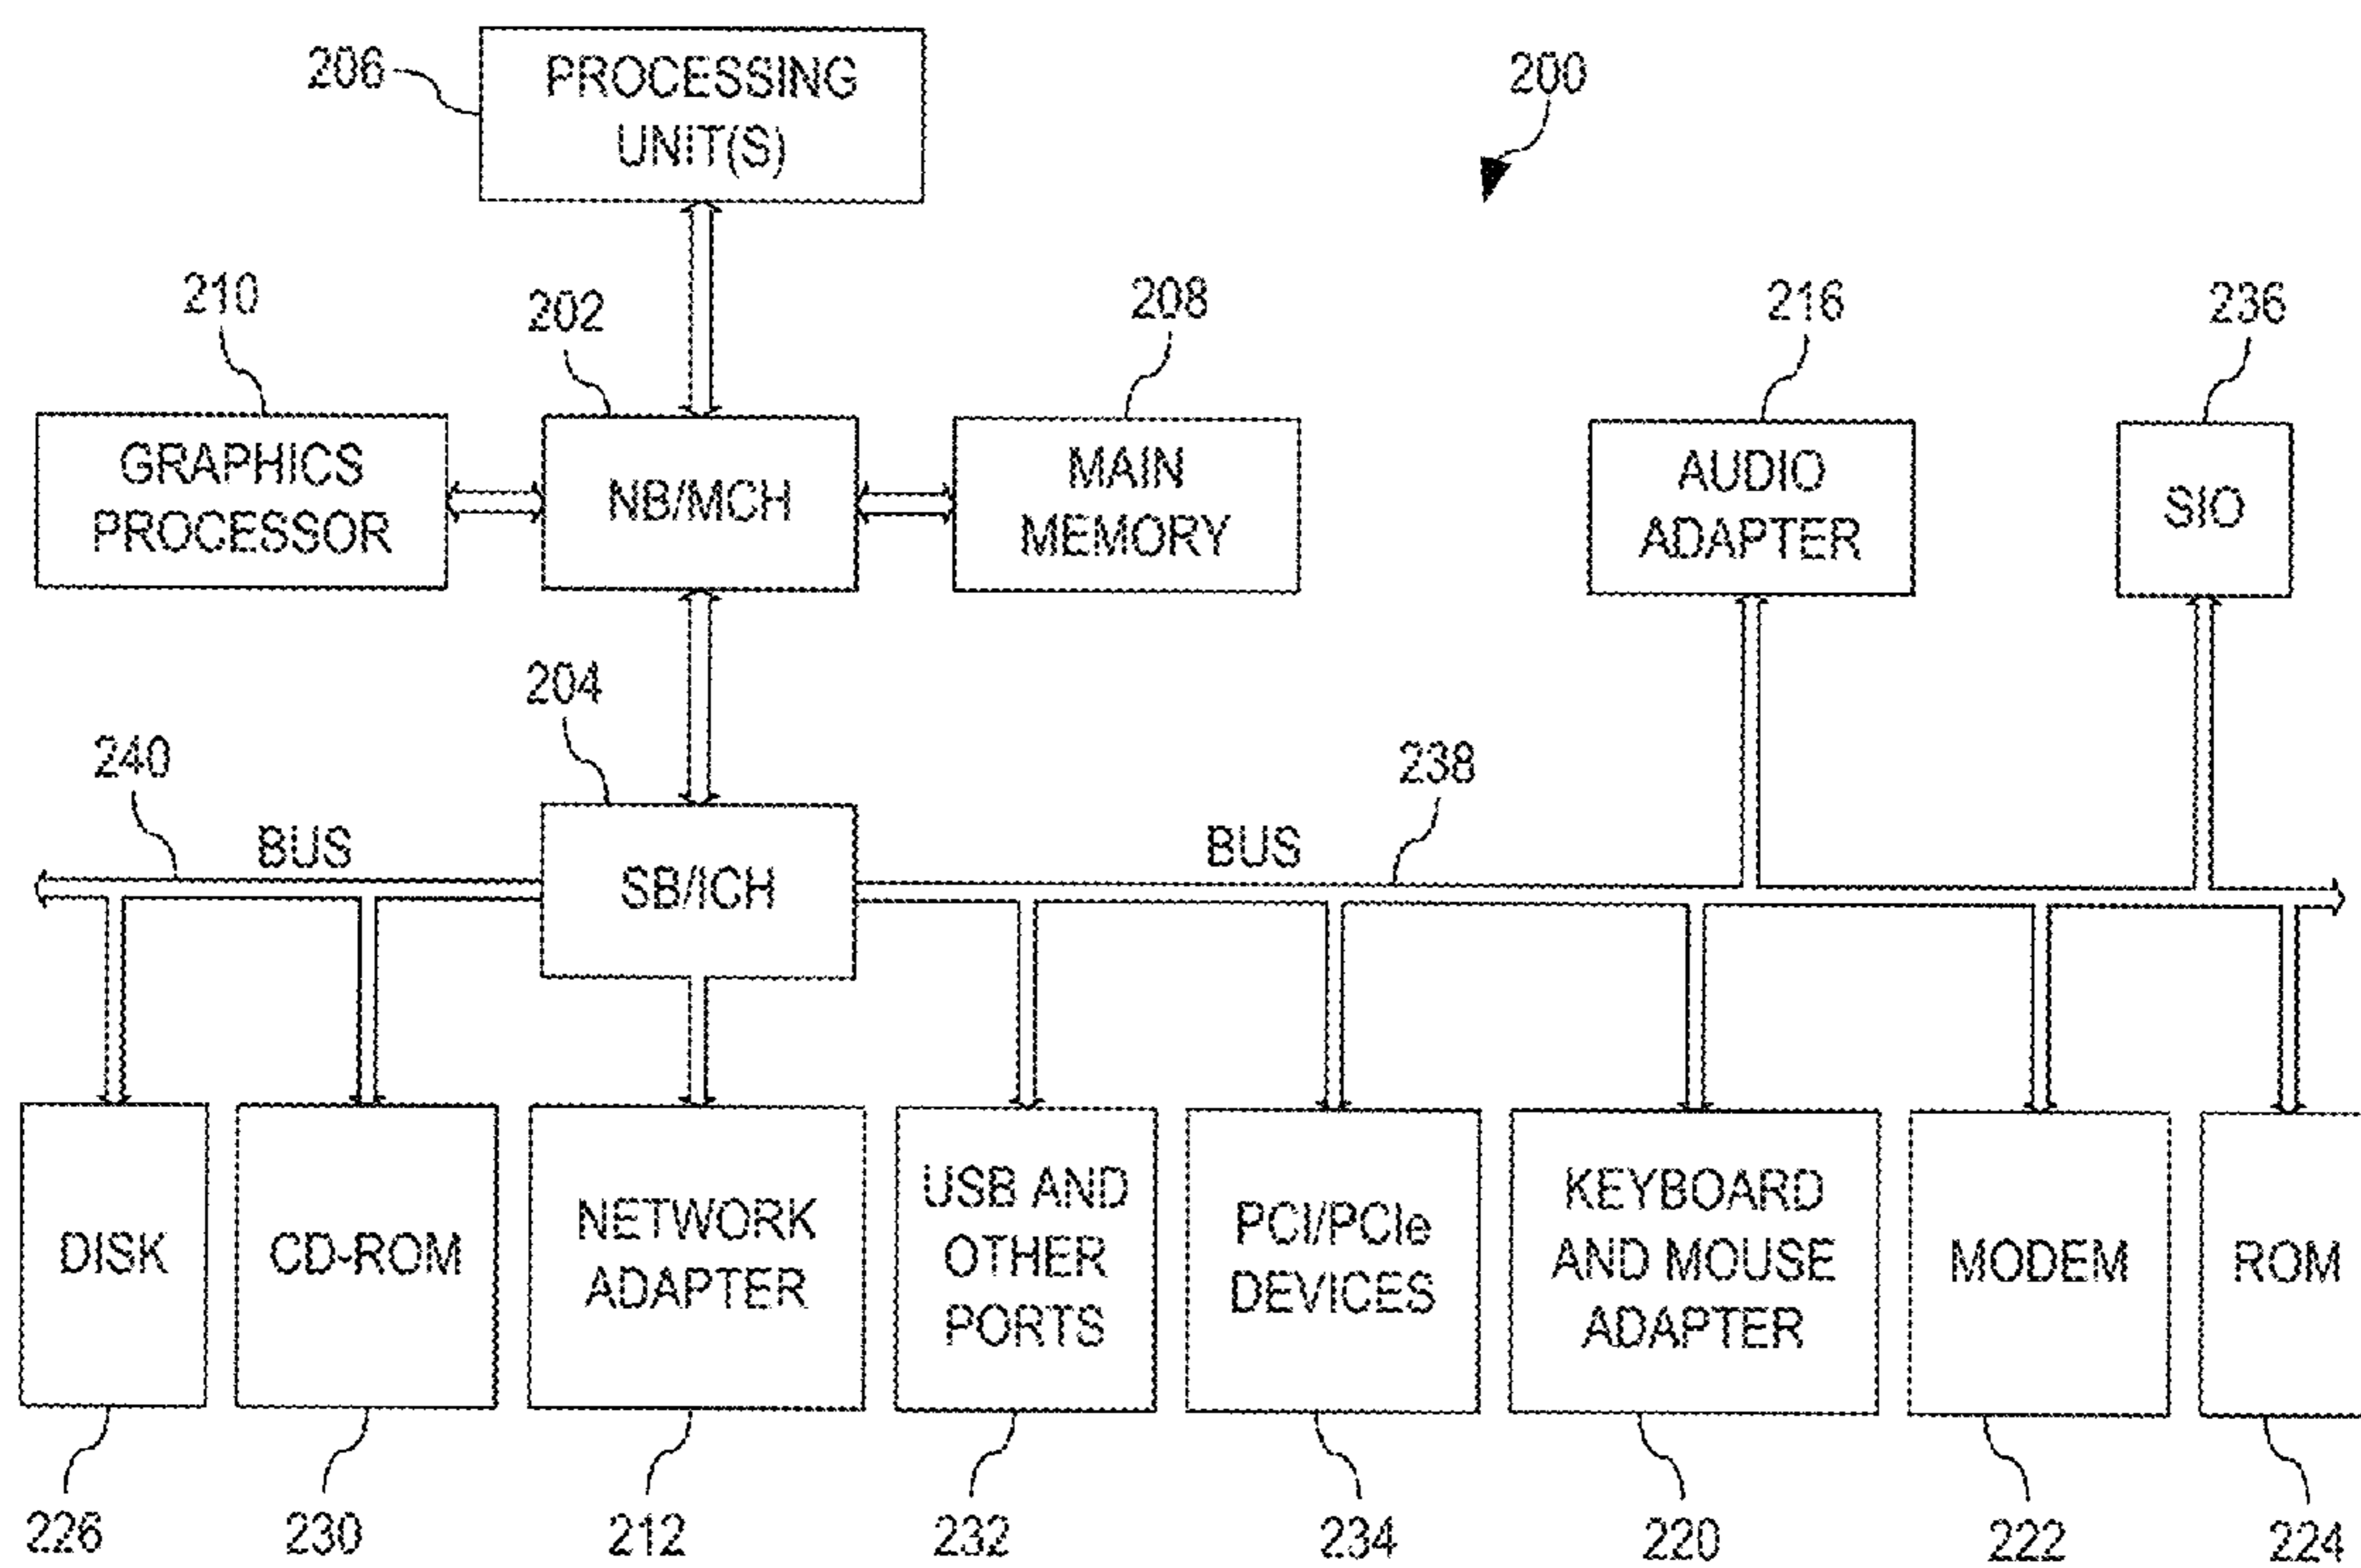 206
PROCESSING
UNIT(S)
200
210
202
208
216
236
GRAPHICS
PROCESSOR
NB/MCH
MAIN
MEMORY
AUDIO
ADAPTER
SIO
204
240
238
BUS
SB/ICH
BUS
DISK
CD-ROM
NETWORK
ADAPTER
USB AND
OTHER
PORTS
PCI/PCIe
DEVICES
KEYBOARD
AND MOUSE
ADAPTER
MODEM
ROM
226
230
212
232
234
220
222
224